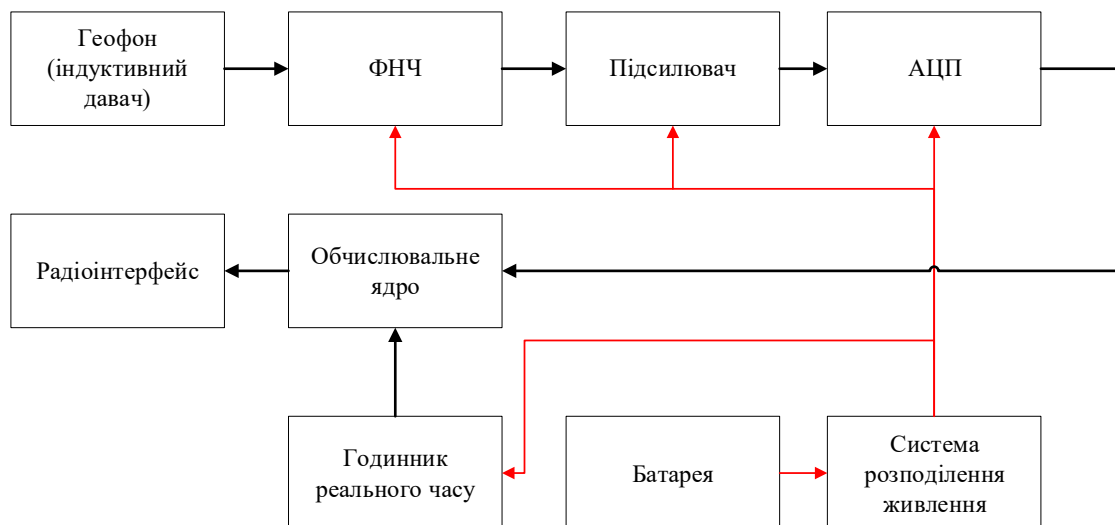 Геофон
(індуктивний
давач)
ФНЧ
Підсилювач
АЦП
Радіоінтерфейс
Обчислювальне
ядро
Годинник
реального часу
Батарея
Система
розподілення
живлення